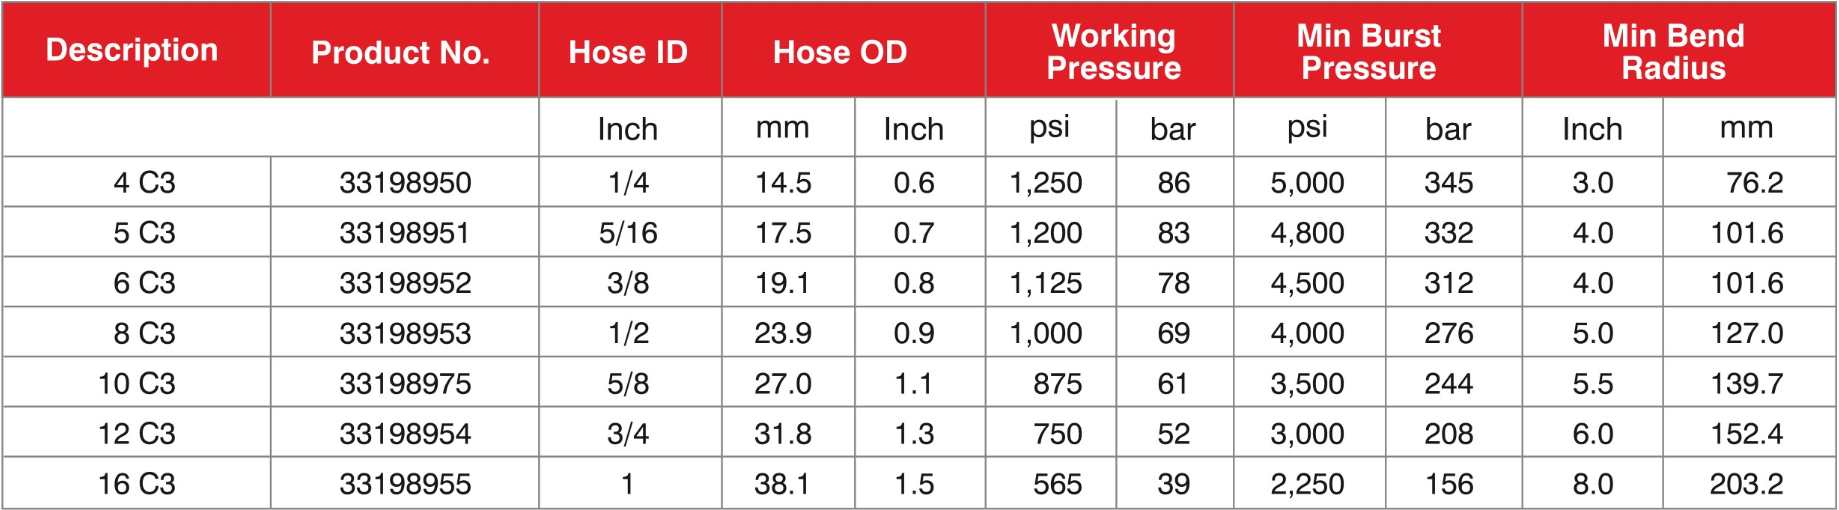 Description Product No. Hose ID Hose OD Working Pressure Min Burst Pressure Min Bend Radius
Inch mm Inch psi bar psi bar Inch mm
4 C3 33198950 1/4 14.5 0.6 1,250 86 5,000 345 3.0 76.2
5 C3 33198951 5/16 17.5 0.7 1,200 83 4,800 332 4.0 101.6
6 C3 33198952 3/8 19.1 0.8 1,125 78 4,500 312 4.0 101.6
8 C3 33198953 1/2 23.9 0.9 1,000 69 4,000 276 5.0 127.0
10 C3 33198975 5/8 27.0 1.1 875 61 3,500 244 5.5 139.7
12 C3 33198954 3/4 31.8 1.3 750 52 3,000 208 6.0 152.4
16 C3 33198955 1 38.1 1.5 565 39 2,250 156 8.0 203.2